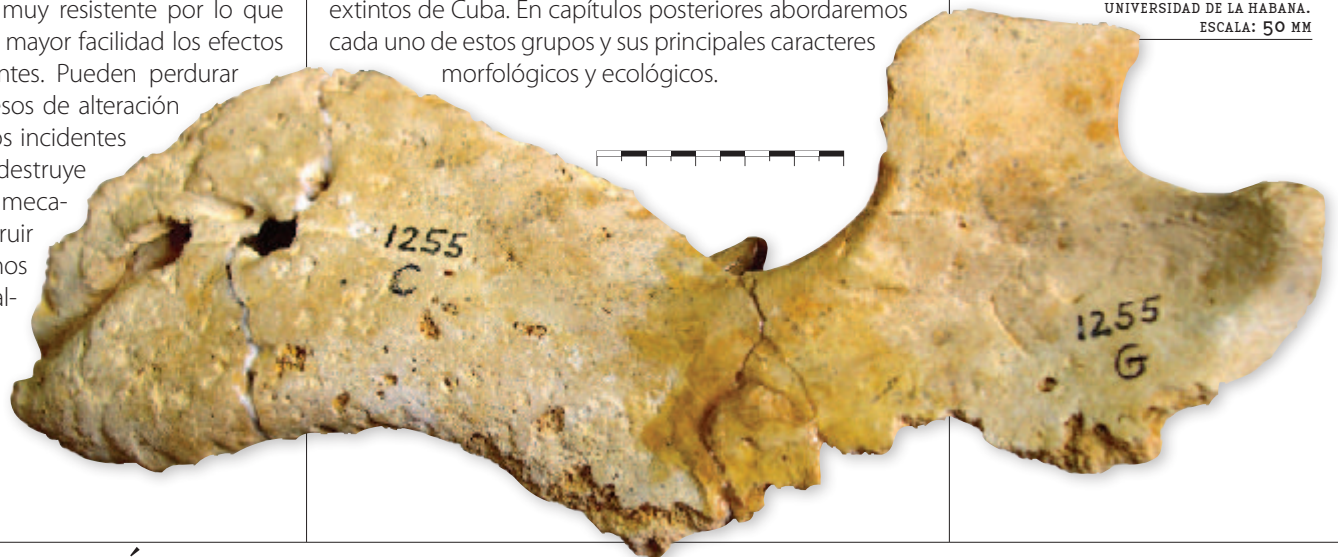 muy resistente por lo que
mayor facilidad los efectos
ntes. Pueden perdurar
esos de alteración
os incidentes
destruye
meca-
ruir
nos
al-
extintos de Cuba. En capítulos posteriores abordaremos
cada uno de estos grupos y sus principales caracteres
morfológicos y ecológicos.
UNIVERSIDAD DE LA HABANA.
ESCALA: 50 MM
1255
C
1255
G